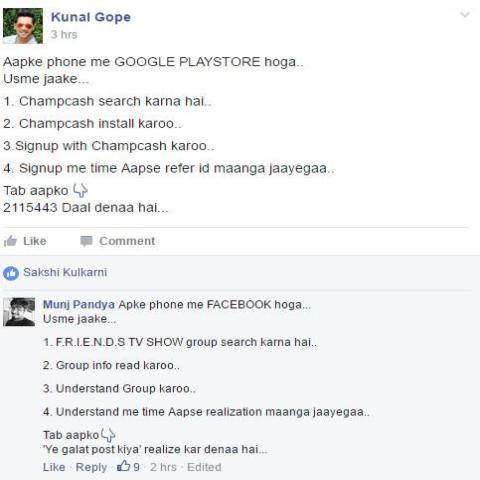 Kunal Gope
3 hrs
Aapke phone me GOOGLE PLAYSTORE hoga..
Usme jaake...
1. Champcash search karna hai..
2. Champcash install karoo..
3.Signup with Champcash karoo..
4. Signup me time Aapse refer id maanga jaayegaa..
Tab aapko
2115443 Daal denaa hai...
Like Comment
Sakshi Kulkarni
Munj Pandya Apke phone me FACEBOOK hoga...
Usme jaake...
1. F.R.I.E.N.D.S TV SHOW group search karna hai..
2. Group info read karoo..
3. Understand Group karoo..
4. Understand me time Aapse realization maanga jaayegaa..
Tab aapko
'Ye galat post kiya' realize kar denaa hai...
Like · Reply · 9 · 2 hrs · Edited